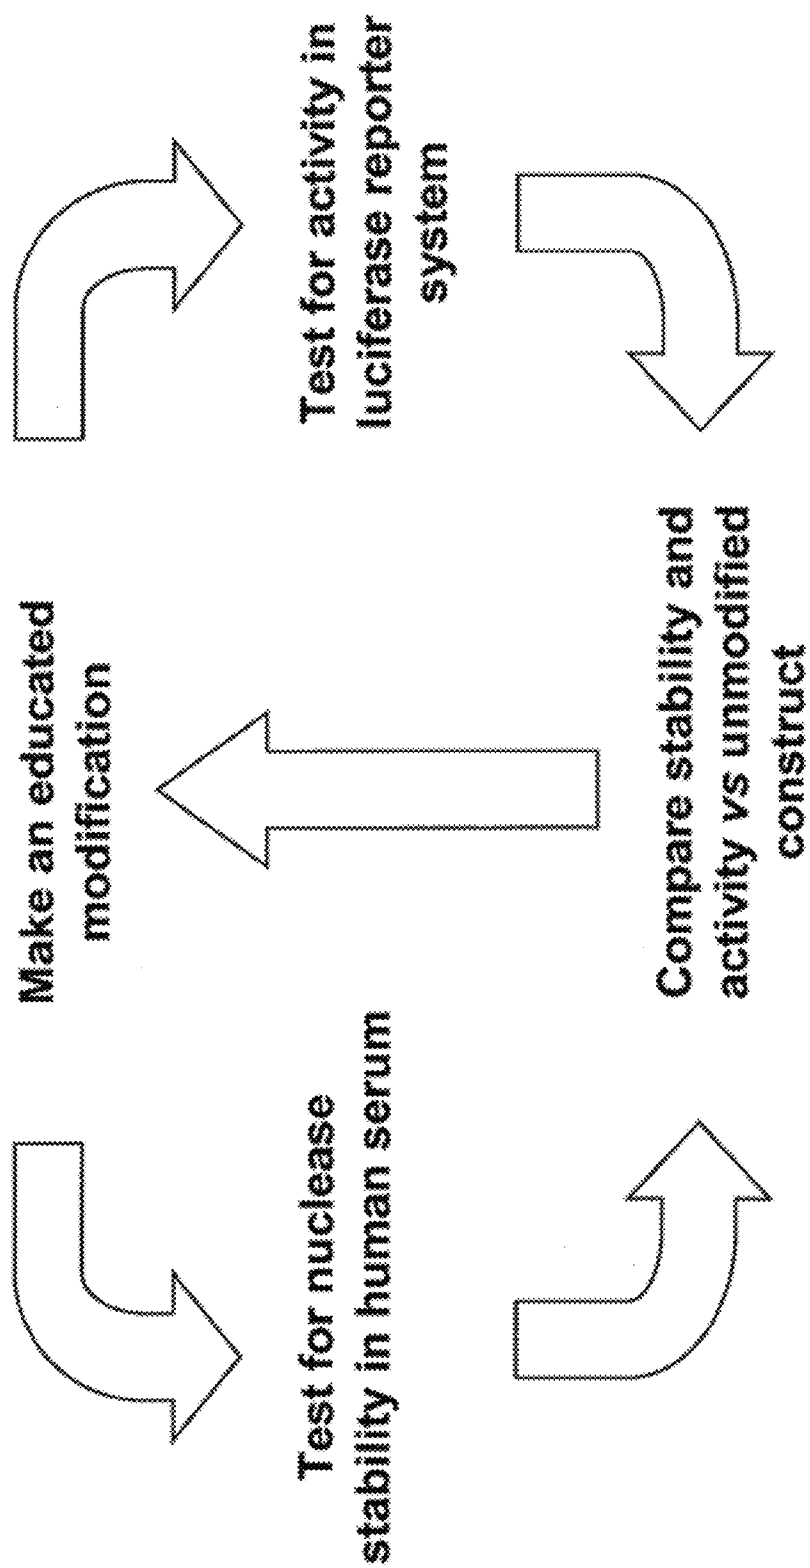 Make an educated
modification
Test for nuclease
stability in human serum
Test for activity in
luciferase reporter
system
Compare stability and
activity vs unmodified
construct